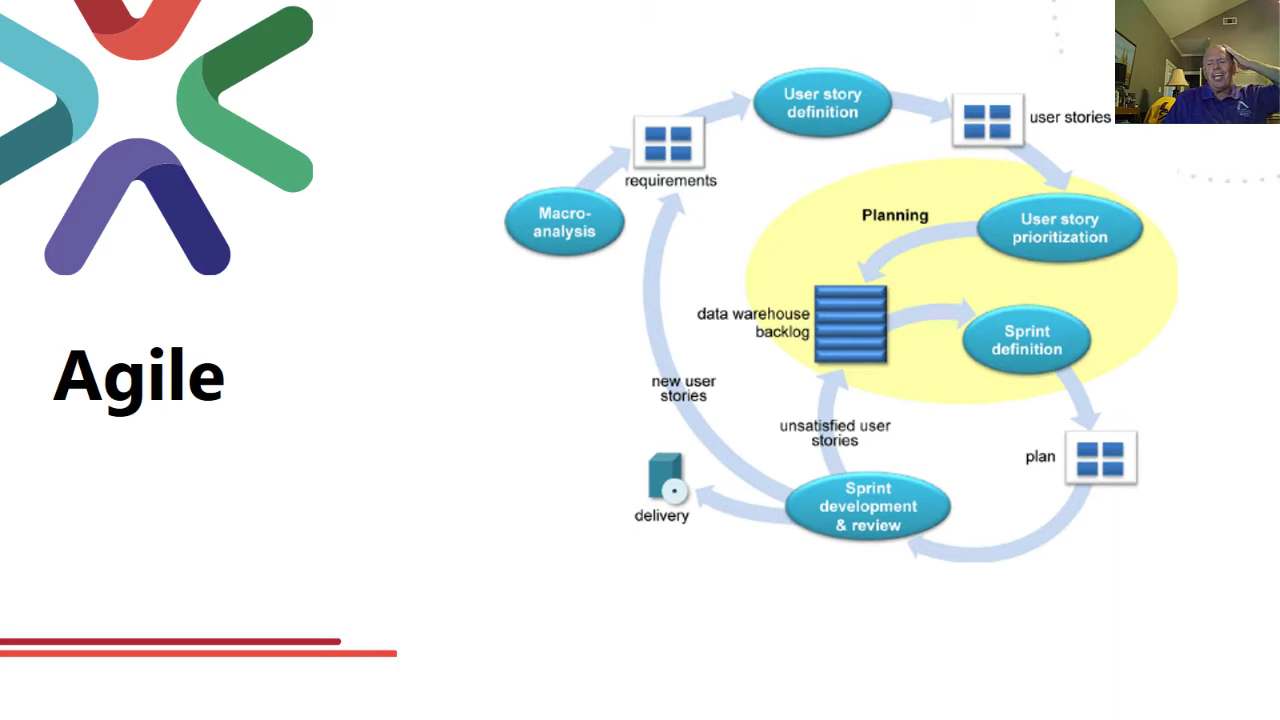 Agile
User story
definition
user stories
requirements
Macro-
analysis
Planning
User story
prioritization
data warehouse
backlog
Sprint
definition
new user
stories
unsatisfied user
stories
plan
Sprint
development
& review
delivery